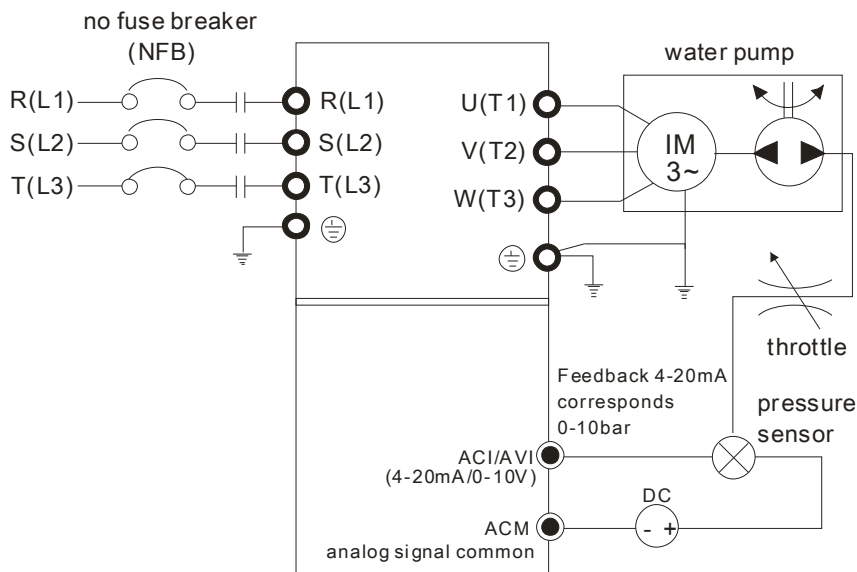 no fuse breaker
(NFB)
water pump
R(L1)
R(L1)
U(T1)
S(L2)
S(L2)
V(T2)
IM
3~
T(L3)
T(L3)
W(T3)
throttle
Feedback 4-20mA
corresponds
0-10bar
pressure
sensor
ACI/AVI
(4-20mA/0-10V)
DC
- +
ACM
analog signal common